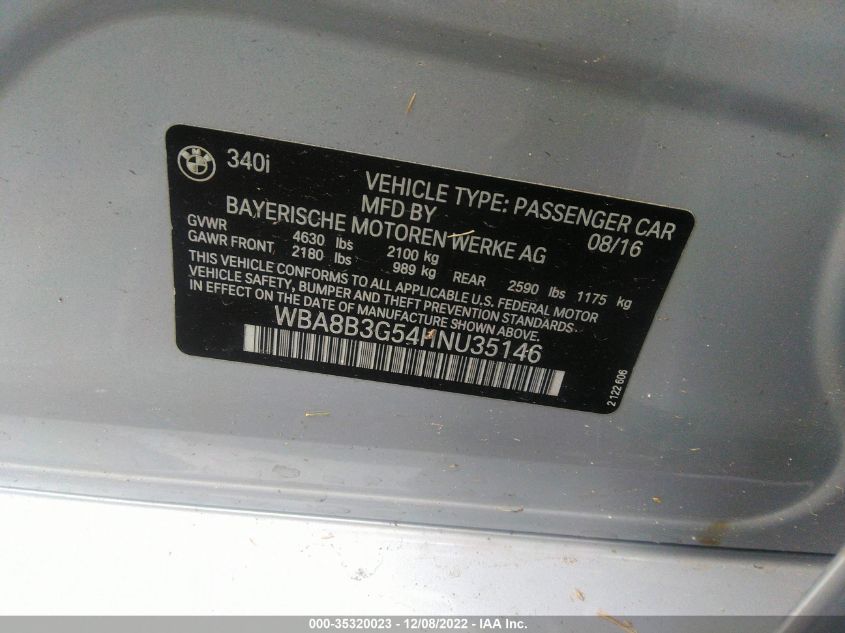 340i
VEHICLE TYPE: PASSENGER CAR
MFD BY 08/16
BAYERISCHE MOTOREN WERKE AG
GVWR 4630 lbs 2100 kg
GAWR FRONT 2180 lbs 989 kg REAR 2590 lbs 1175 kg
THIS VEHICLE CONFORMS TO ALL APPLICABLE U.S. FEDERAL MOTOR
VEHICLE SAFETY, BUMPER AND THEFT PREVENTION STANDARDS
IN EFFECT ON THE DATE OF MANUFACTURE SHOWN ABOVE.
WBA8B3G54HNU35146
2 122 606
000-35320023 - 12/08/2022 - IAA Inc.